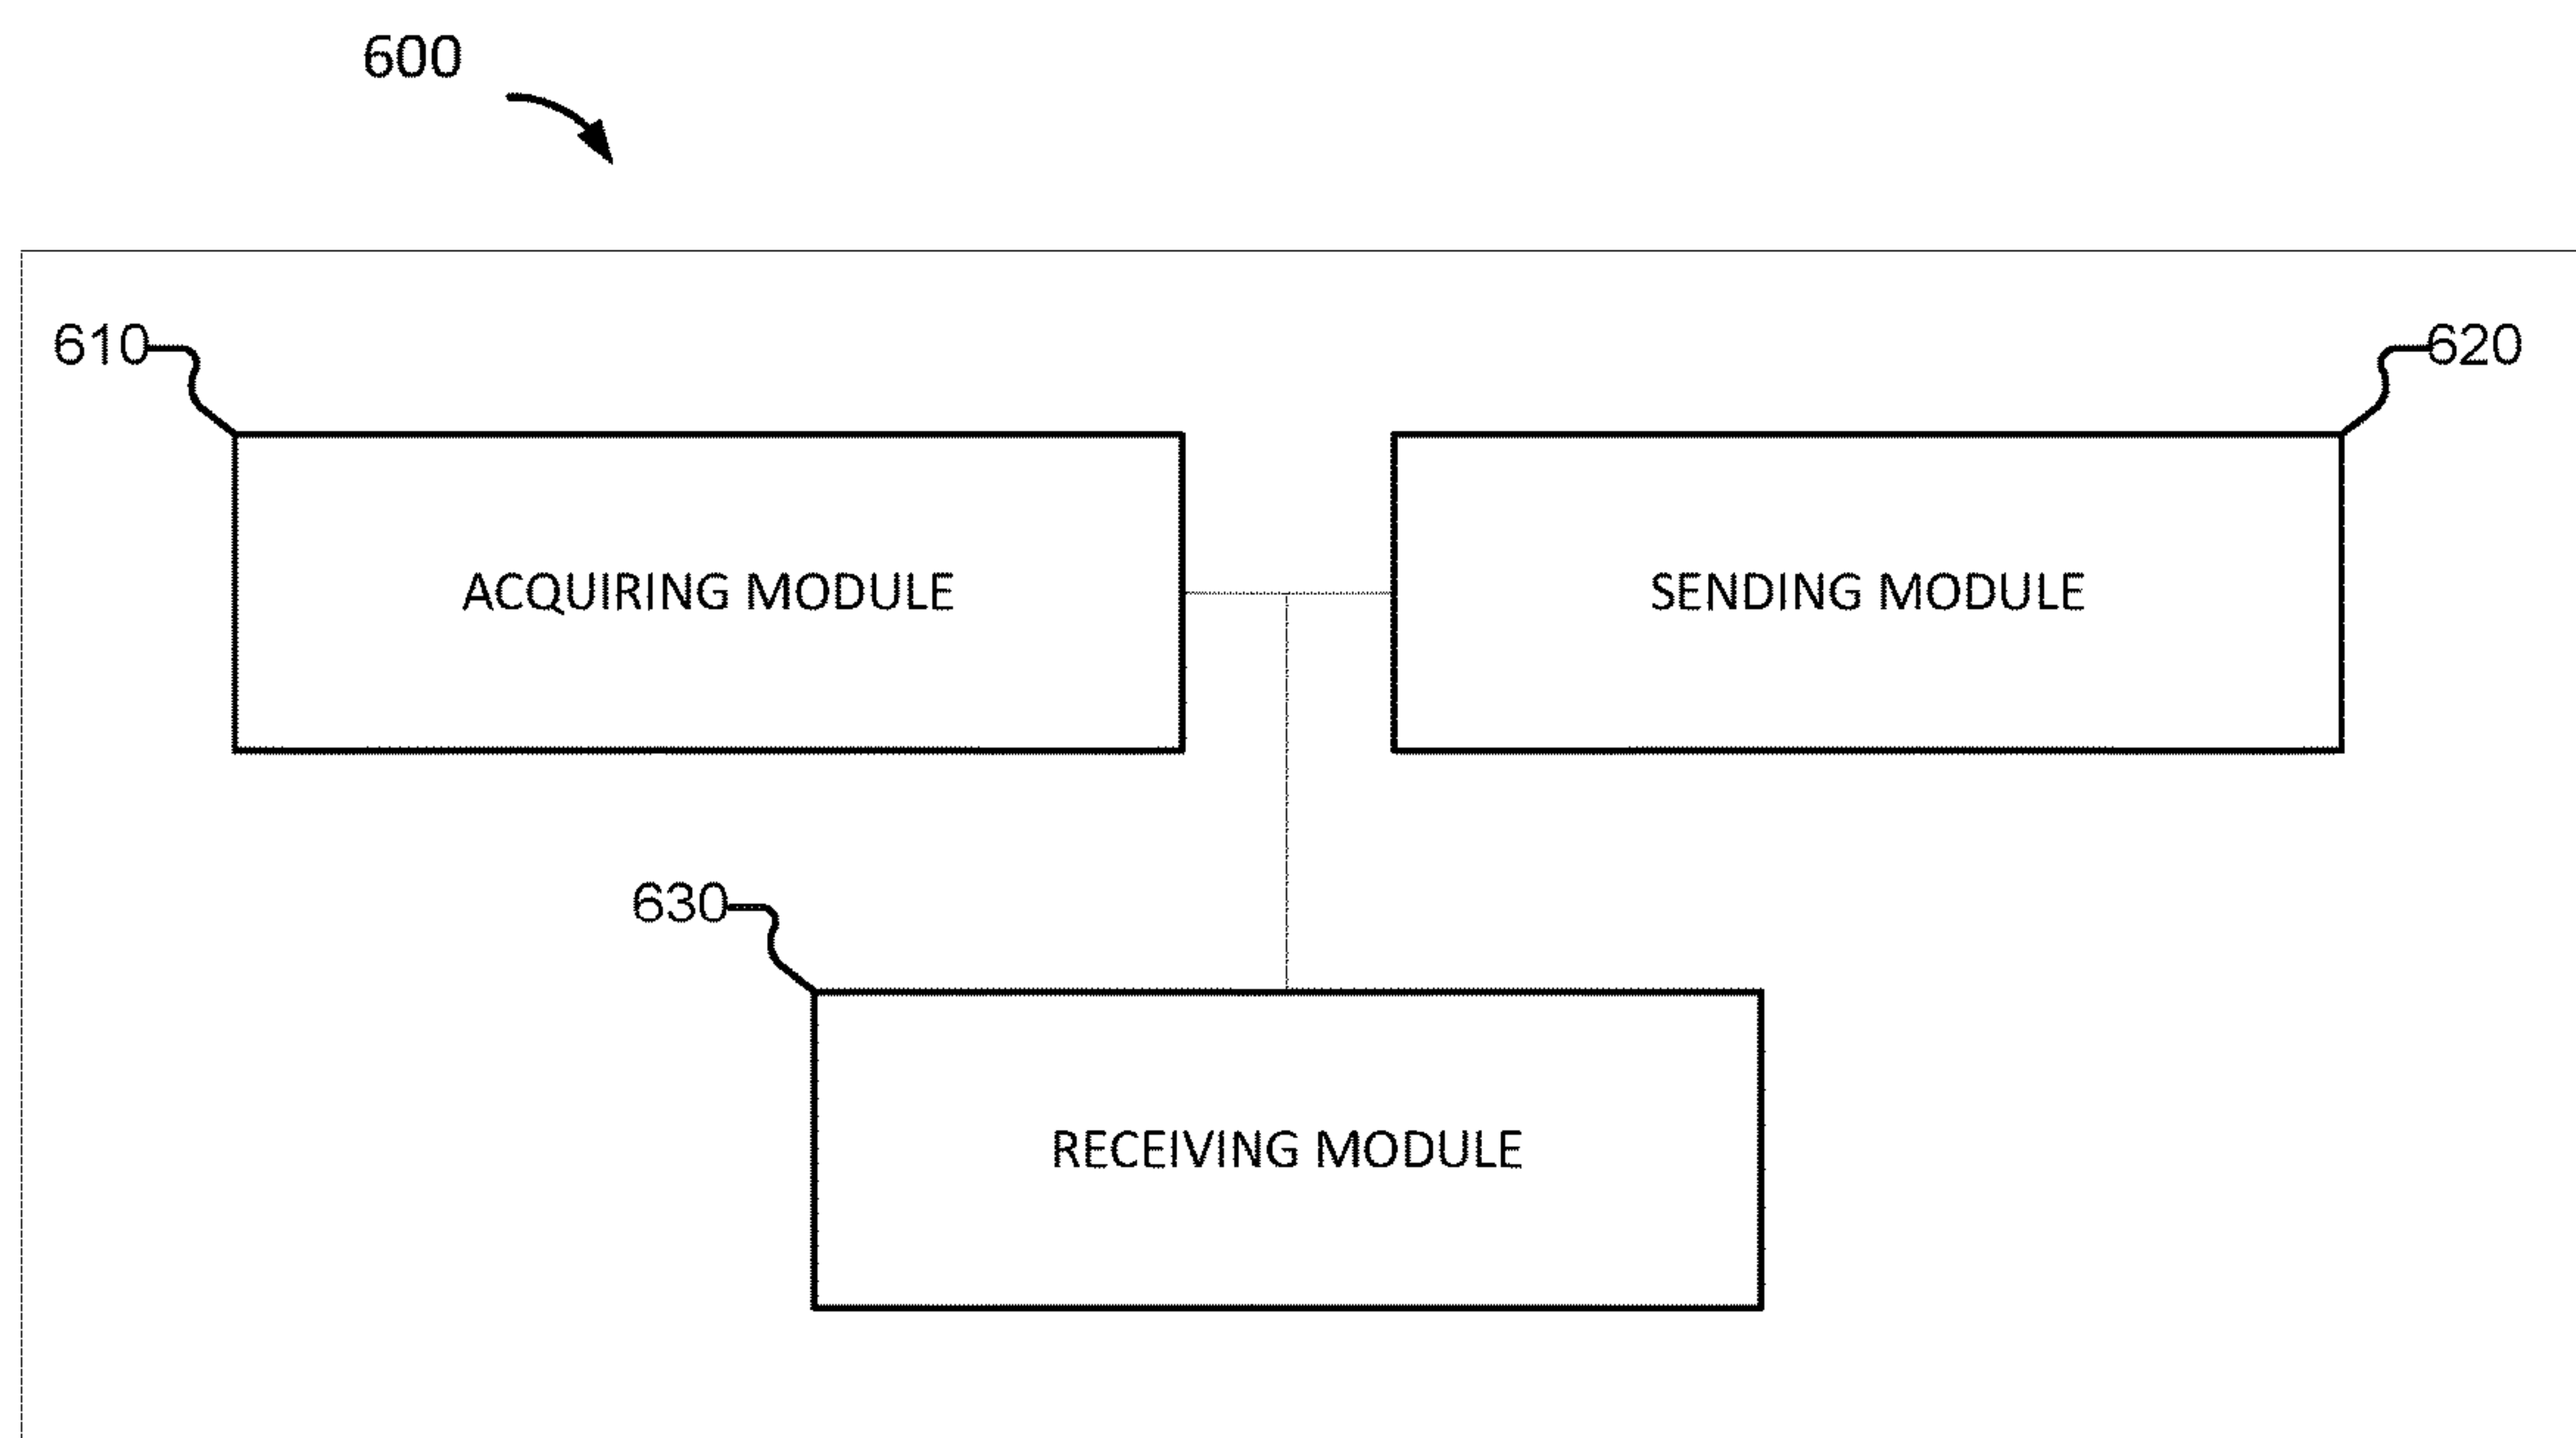 600
610
620
ACQUIRING MODULE
SENDING MODULE
630
RECEIVING MODULE